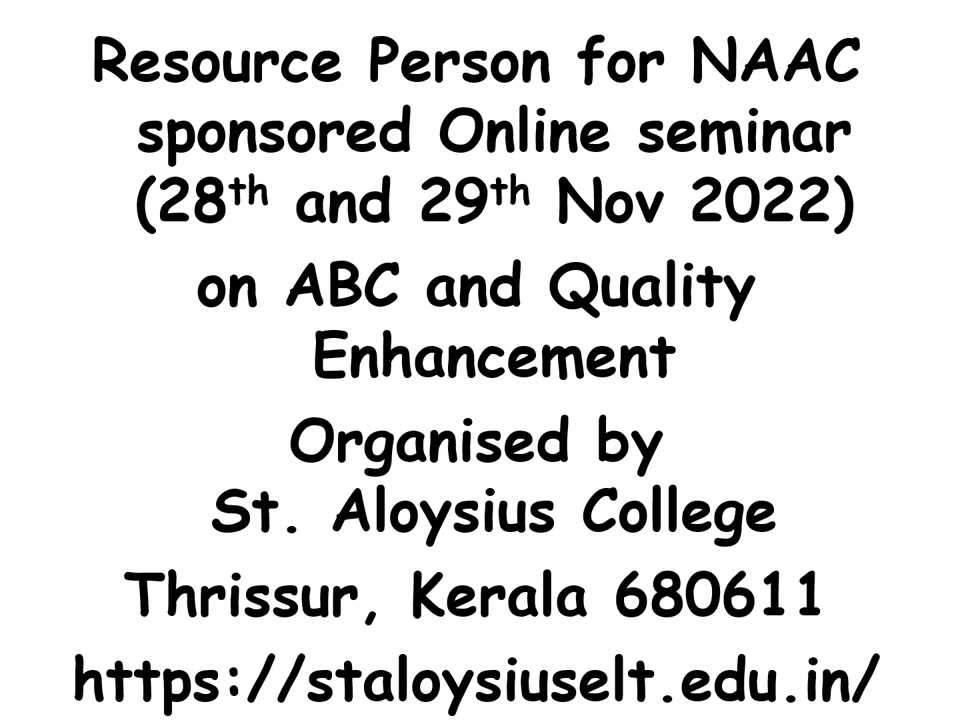 Resource Person for NAAC
sponsored Online seminar
(28th and 29th Nov 2022)
on ABC and Quality
Enhancement
Organised by
St. Aloysius College
Thrissur, Kerala 680611
https://staloysiuselt.edu.in/